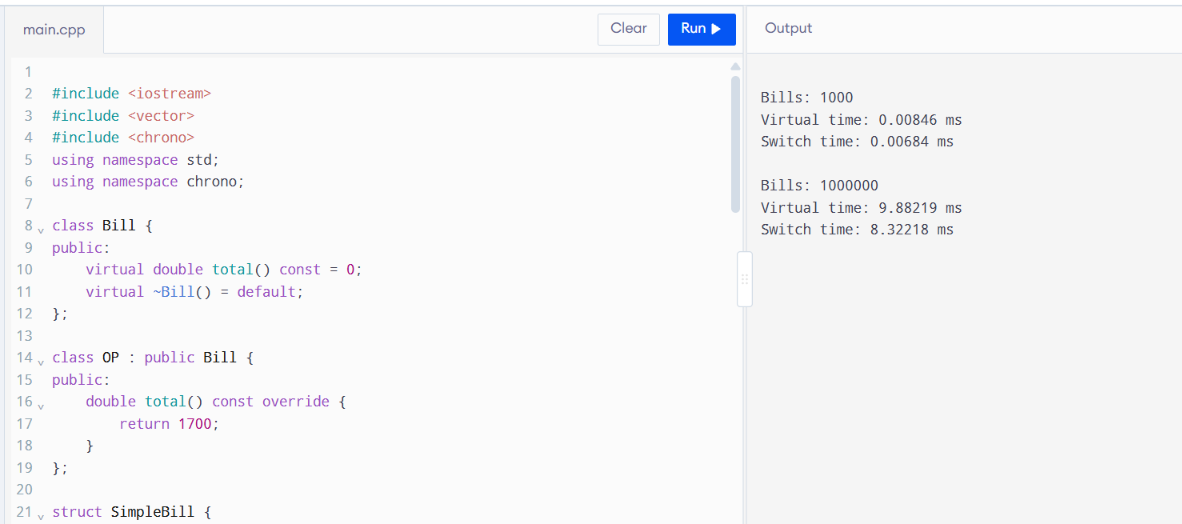 main.cpp
Clear
Run
Output
1
2 #include <iostream>
3 #include <vector>
4 #include <chrono>
5 using namespace std;
6 using namespace chrono;
7
8 class Bill {
9 public:
10     virtual double total() const = 0;
11     virtual ~Bill() = default;
12 };
13
14 class OP : public Bill {
15 public:
16     double total() const override {
17         return 1700;
18     }
19 };
20
21 struct SimpleBill {
Bills: 1000
Virtual time: 0.00846 ms
Switch time: 0.00684 ms
Bills: 1000000
Virtual time: 9.88219 ms
Switch time: 8.32218 ms